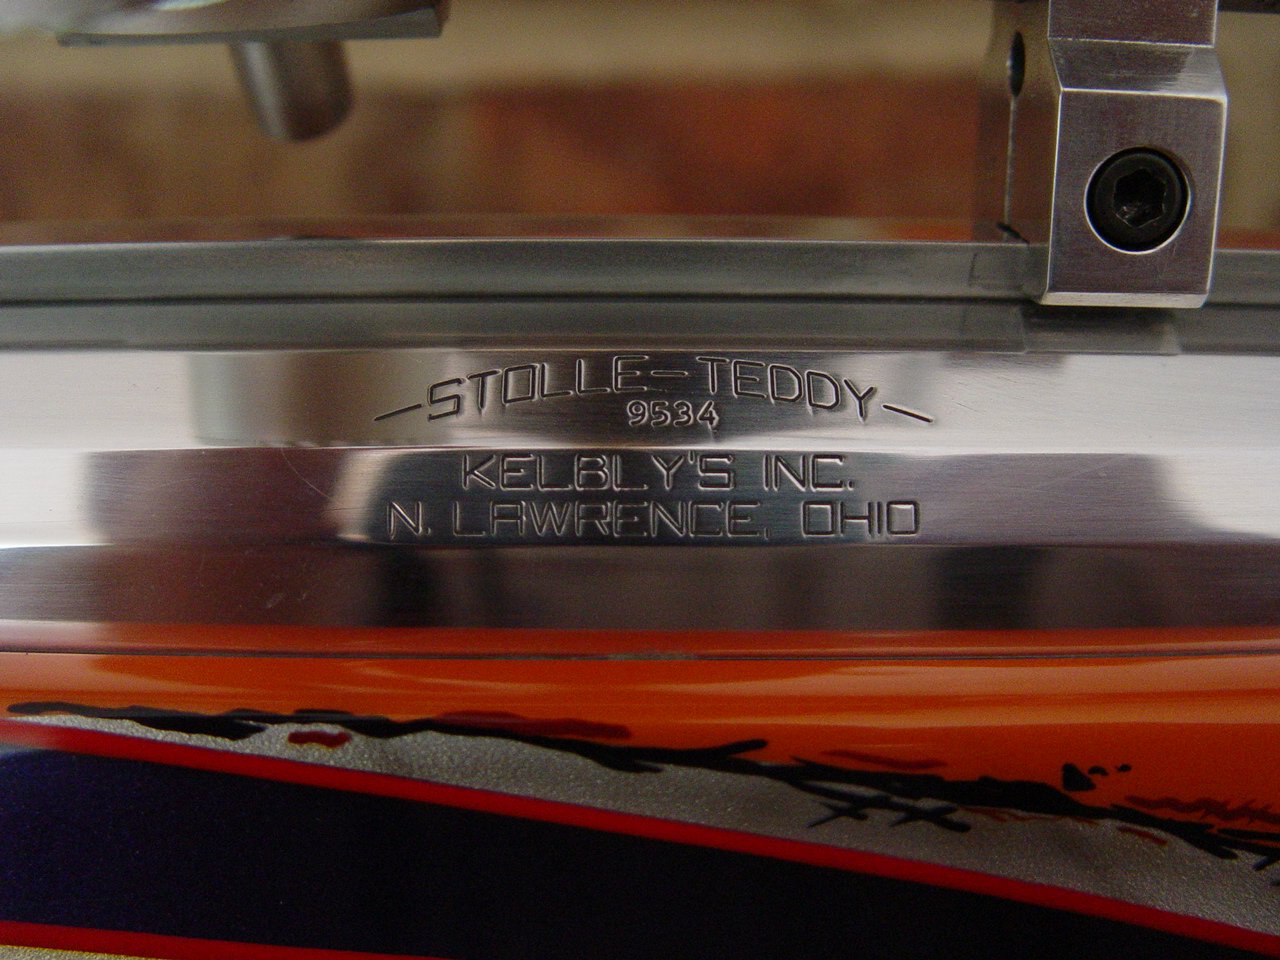 —STOLLE—TEDDY—
9534
KELBLY'S INC.
N. LAWRENCE, OHIO